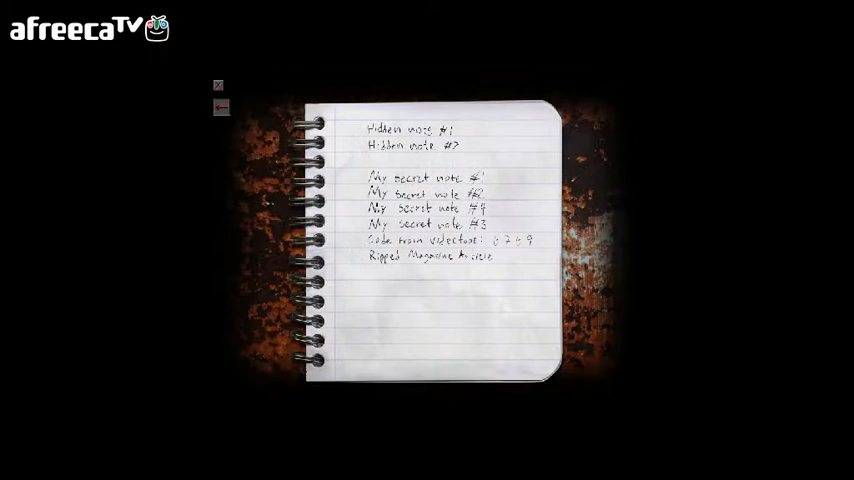 afreecaTV
Hidden note #1
Hidden note #2
My secret note #1
My secret note #2
My secret note #4
My secret note #3
Code from videotape:
Ripped Magazine Article